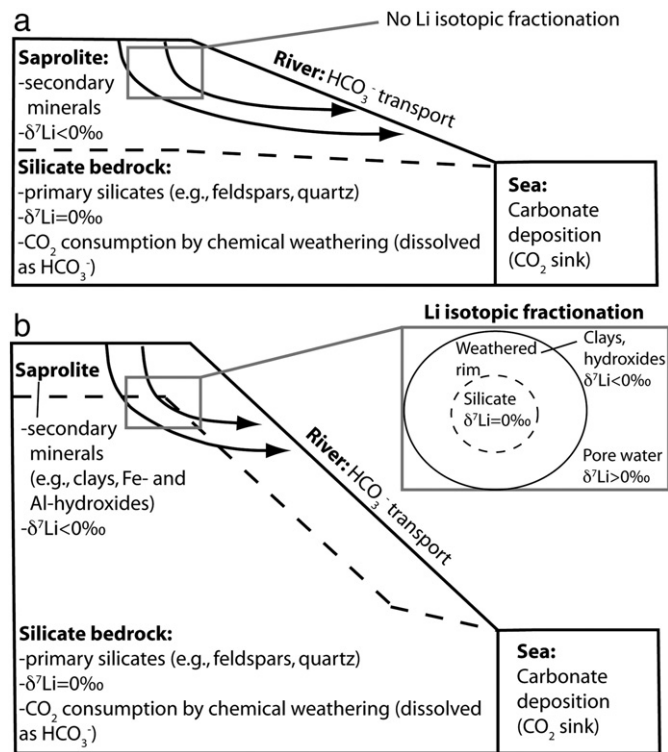 a
No Li isotopic fractionation
Saprolite:
-secondary
minerals
-δ⁷Li<0‰
River: HCO₃⁻ transport
Silicate bedrock:
-primary silicates (e.g., feldspars, quartz)
-δ⁷Li=0‰
-CO₂ consumption by chemical weathering (dissolved
as HCO₃⁻)
Sea:
Carbonate
deposition
(CO₂ sink)
b
Li isotopic fractionation
Weathered
rim
Clays,
hydroxides
δ⁷Li<0‰
Silicate
δ⁷Li=0‰
Pore water
δ⁷Li>0‰
Saprolite
-secondary
minerals
(e.g., clays, Fe- and
Al-hydroxides)
-δ⁷Li<0‰
River: HCO₃⁻ transport
Silicate bedrock:
-primary silicates (e.g., feldspars, quartz)
-δ⁷Li=0‰
-CO₂ consumption by chemical weathering (dissolved
as HCO₃⁻)
Sea:
Carbonate
deposition
(CO₂ sink)